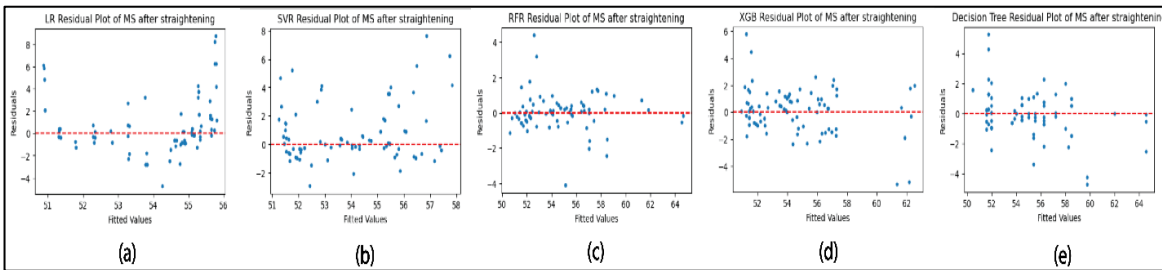 LR Residual Plot of MS after straightening
8
6
4
2
0
−2
−4
Residuals
51 52 53 54 55 56
Fitted Values
(a)
SVR Residual Plot of MS after straightening
8
6
4
2
0
−2
Residuals
51 52 53 54 55 56 57 58
Fitted Values
(b)
RFR Residual Plot of MS after straightening
4
2
0
−2
−4
Residuals
52 54 56 58 60 62 64
Fitted Values
(c)
XGB Residual Plot of MS after straightening
6
4
2
0
−2
−4
Residuals
52 54 56 58 60 62
Fitted Values
(d)
Decision Tree Residual Plot of MS after straightening
4
2
0
−2
−4
Residuals
50 52 54 56 58 60 62 64
Fitted Values
(e)